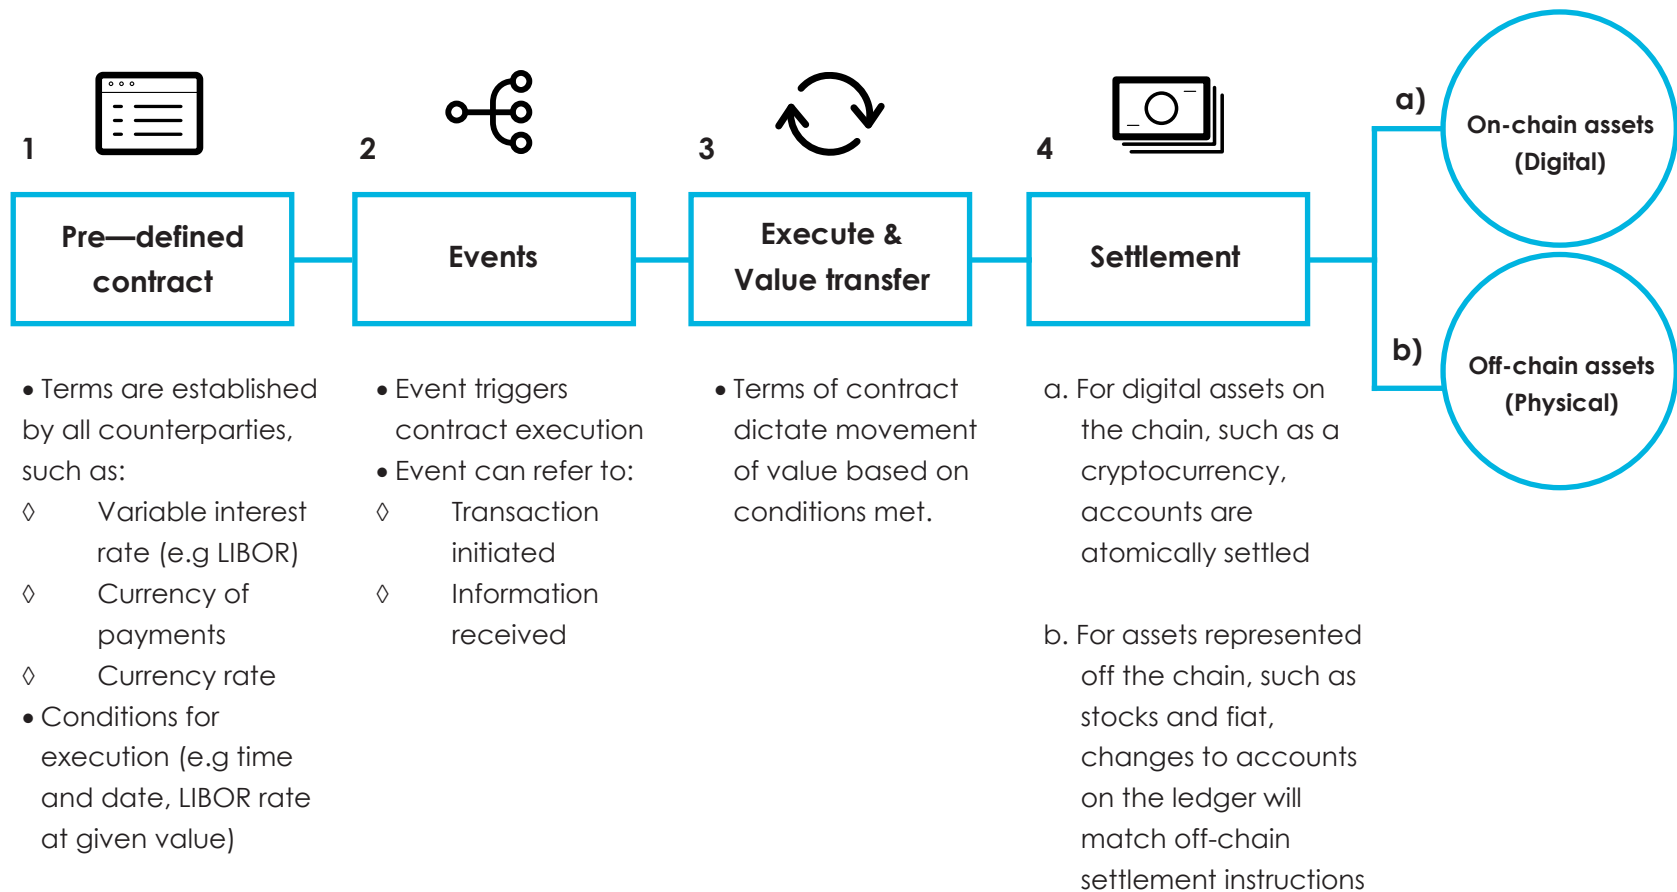 1
Pre—defined
contract
• Terms are established
by all counterparties,
such as:
◊ Variable interest
rate (e.g LIBOR)
◊ Currency of
payments
◊ Currency rate
• Conditions for
execution (e.g time
and date, LIBOR rate
at given value)
2
Events
• Event triggers
contract execution
• Event can refer to:
◊ Transaction
initiated
◊ Information
received
3
Execute &
Value transfer
• Terms of contract
dictate movement
of value based on
conditions met.
4
Settlement
a. For digital assets on
the chain, such as a
cryptocurrency,
accounts are
atomically settled
b. For assets represented
off the chain, such as
stocks and fiat,
changes to accounts
on the ledger will
match off-chain
settlement instructions
a)
On-chain assets
(Digital)
b)
Off-chain assets
(Physical)